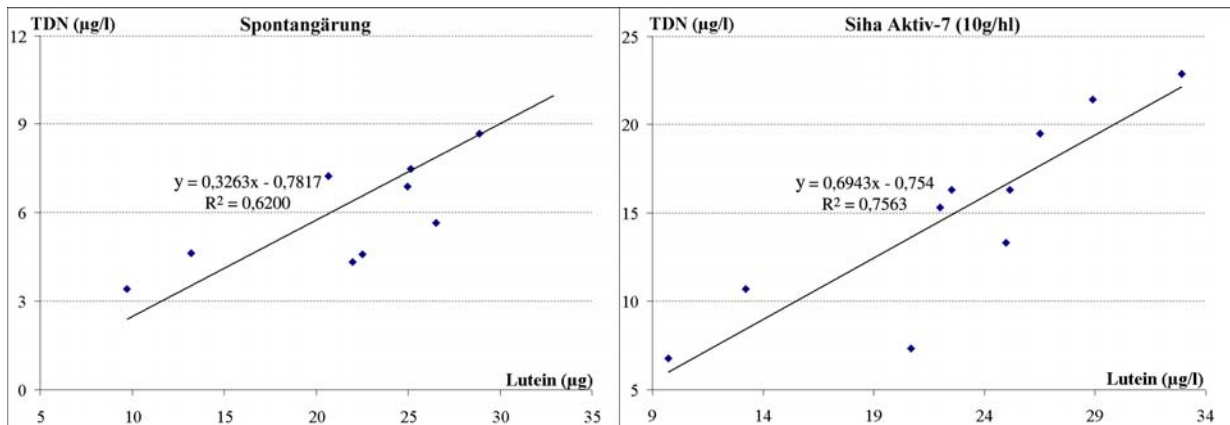 TDN (µg/l)
Spontangärung
12
9
6
3
0
y = 0,3263x - 0,7817
R² = 0,6200
Lutein (µg)
5 10 15 20 25 30 35
TDN (µg/l)
Siha Aktiv-7 (10g/hl)
25
20
15
10
5
y = 0,6943x - 0,754
R² = 0,7563
Lutein (µg/l)
9 14 19 24 29 34